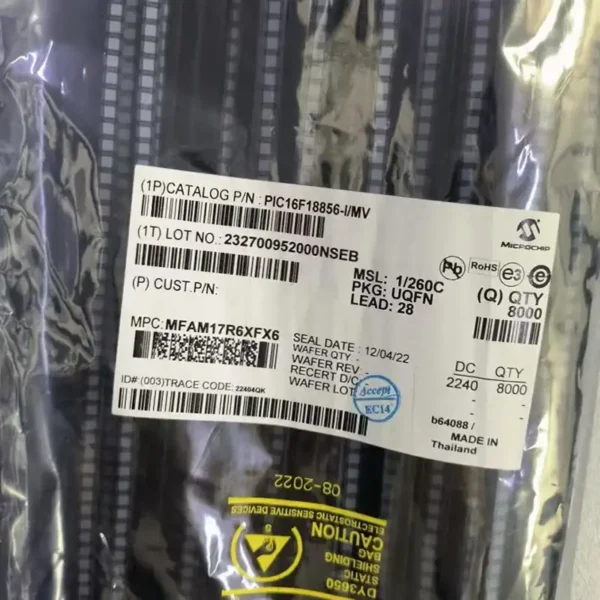 (1P)CATALOG P/N : PIC16F18856-I/MV
(1T) LOT NO.: 232700952000NSEB
(P) CUST.P/N:
MICROCHIP
Pb
RoHS
e3
e
MSL: 1/260C
PKG: UQFN
LEAD: 28
(Q) QTY
8000
MPC: MFAM17R6XFX6
SEAL DATE : 12/04/22
WAFER QTY -
WAFER REV -
RECERT D/C -
WAFER LOT
Accept
EC14
DC QTY
2240 8000
- -
- -
ID#:(003)TRACE CODE: 22404QK
b64088 /
MADE IN
Thailand
08-2022
ELECTROSTATIC SENSITIVE DEVICES
CAUTION
BAG
SHIELDING
STATIC
DY3650